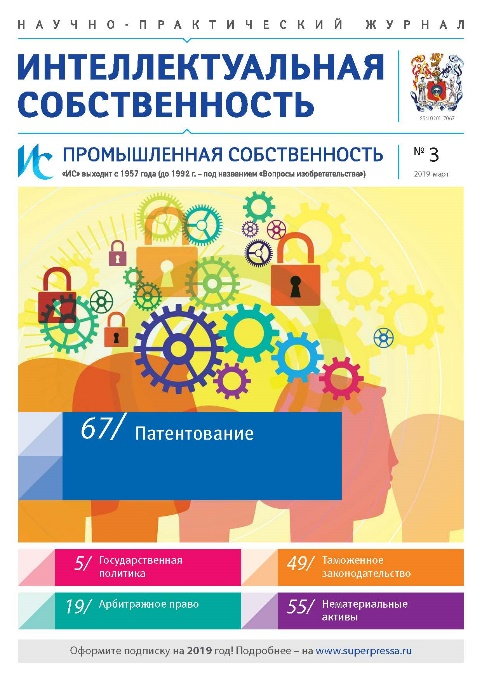 НАУЧНО-ПРАКТИЧЕСКИЙ ЖУРНАЛ
ИНТЕЛЛЕКТУАЛЬНАЯ
СОБСТВЕННОСТЬ
ИС ПРОМЫШЛЕННАЯ СОБСТВЕННОСТЬ
№ 3
«ИС» выходит с 1957 года (до 1992 г. – под названием «Вопросы изобретательства»)
2019 март
67/ Патентование
5/ Государственная
политика
49/ Таможенное
законодательство
19/ Арбитражное право
55/ Нематериальные
активы
Оформите подписку на 2019 год! Подробнее – на www.superpressa.ru